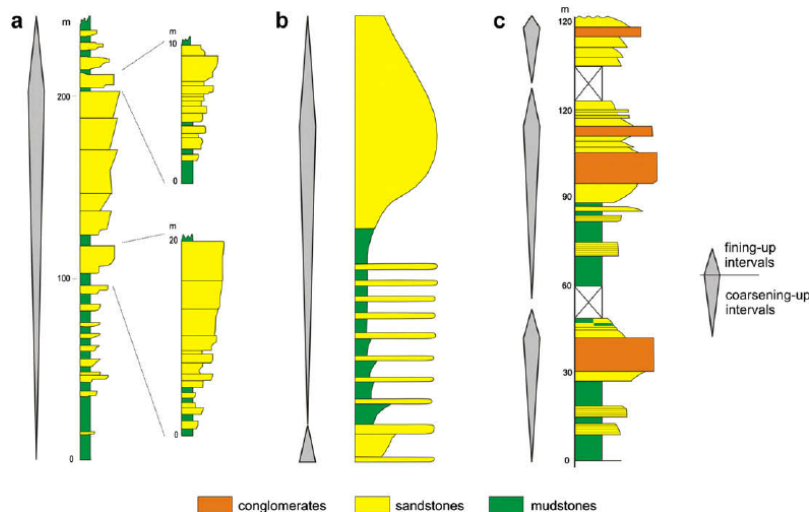 a
m
200
100
0
m
10
0
m
20
0
b
c
m
120
120
90
60
30
0
fining-up
intervals
coarsening-up
intervals
conglomerates
sandstones
mudstones